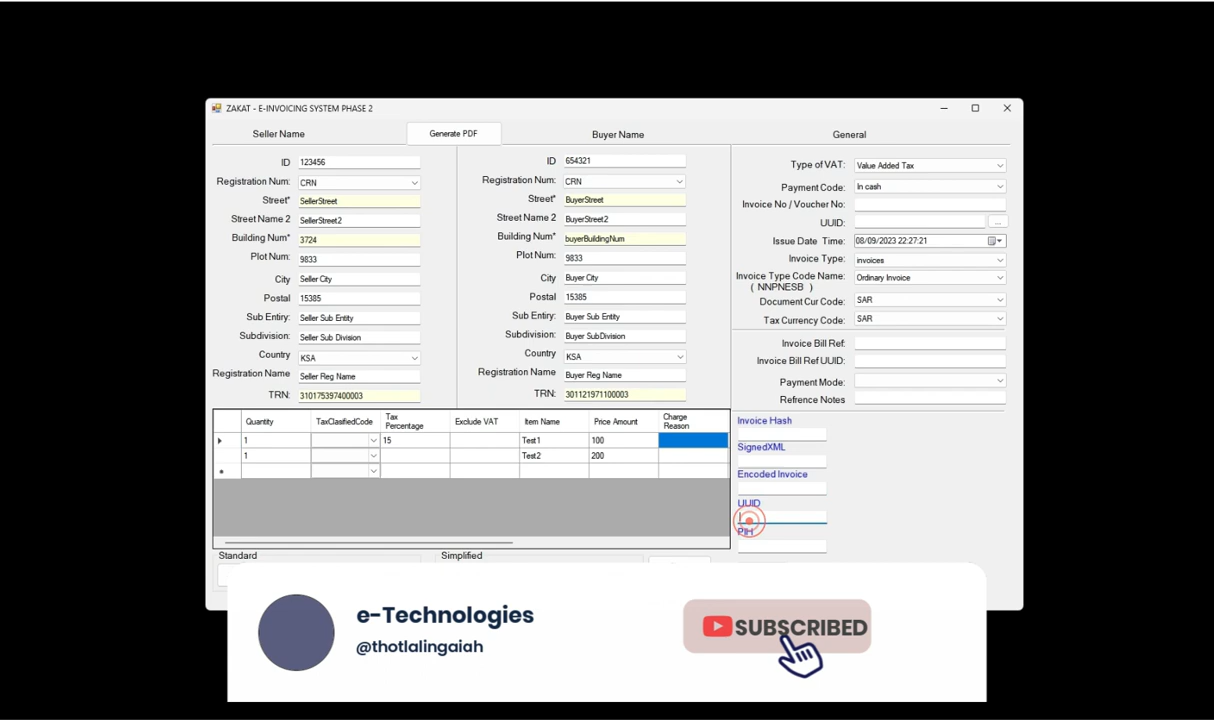 ZAKAT - E-INVOICING SYSTEM PHASE 2
Seller Name
Generate PDF
Buyer Name
General
ID 123456
Registration Num: CRN
Street* SellerStreet
Street Name 2 SellerStreet2
Building Num* 3724
Plot Num: 9833
City Seller City
Postal 15385
Sub Entiry: Seller Sub Entity
Subdivision: Seller Sub Division
Country KSA
Registration Name Seller Reg Name
TRN: 310175397400003
ID 654321
Registration Num: CRN
Street* BuyerStreet
Street Name 2 BuyerStreet2
Building Num* buyerBuildingNum
Plot Num: 9833
City Buyer City
Postal 15385
Sub Entiry: Buyer Sub Entity
Subdivision: Buyer SubDivision
Country KSA
Registration Name Buyer Reg Name
TRN: 301121971100003
Type of VAT: Value Added Tax
Payment Code: In cash
Invoice No / Voucher No:
UUID: ...
Issue Date Time: 08/09/2023 22:27:21
Invoice Type: invoices
Invoice Type Code Name: Ordinary Invoice
( NNPNESB )
Document Cur Code: SAR
Tax Currency Code: SAR
Invoice Bill Ref:
Invoice Bill Ref UUID:
Payment Mode:
Refrence Notes
Quantity TaxClasfiedCode Tax Percentage Exclude VAT Item Name Price Amount Charge Reason
1 15 Test1 100
1 Test2 200
Invoice Hash
SignedXML
Encoded Invoice
UUID
PIH
Standard
Simplified
e-Technologies
@thotlalingaiah
SUBSCRIBED